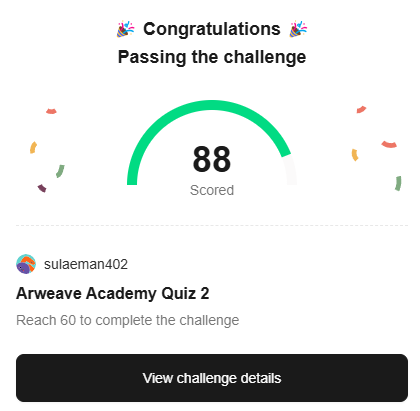 🎉 Congratulations 🎉
Passing the challenge
88
Scored
sulaeman402
Arweave Academy Quiz 2
Reach 60 to complete the challenge
View challenge details